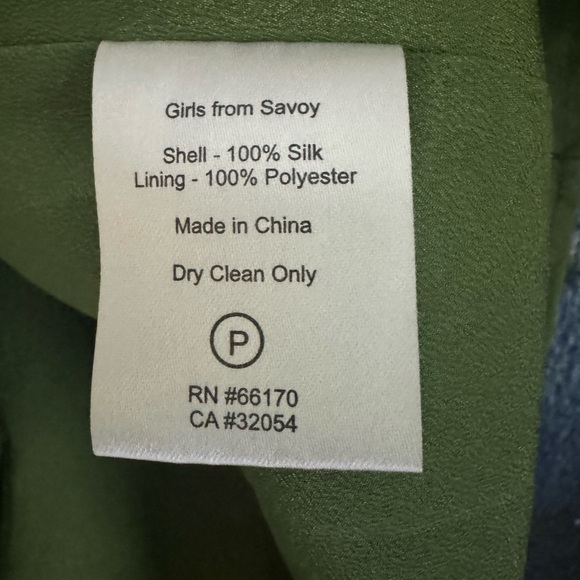 Girls from Savoy
Shell - 100% Silk
Lining - 100% Polyester
Made in China
Dry Clean Only
P
RN #66170
CA #32054